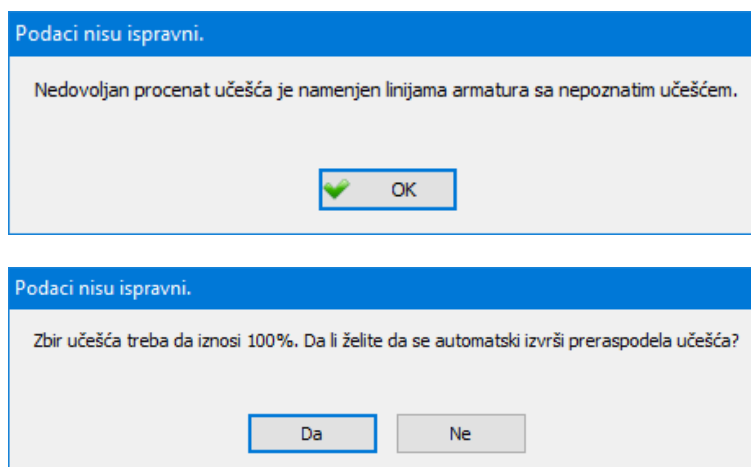 Podaci nisu ispravni.
Nedovoljan procenat učešća je namenjen linijama armatura sa nepoznatim učešćem.
OK
Podaci nisu ispravni.
Zbir učešća treba da iznosi 100%. Da li želite da se automatski izvrši preraspodela učešća?
Da Ne